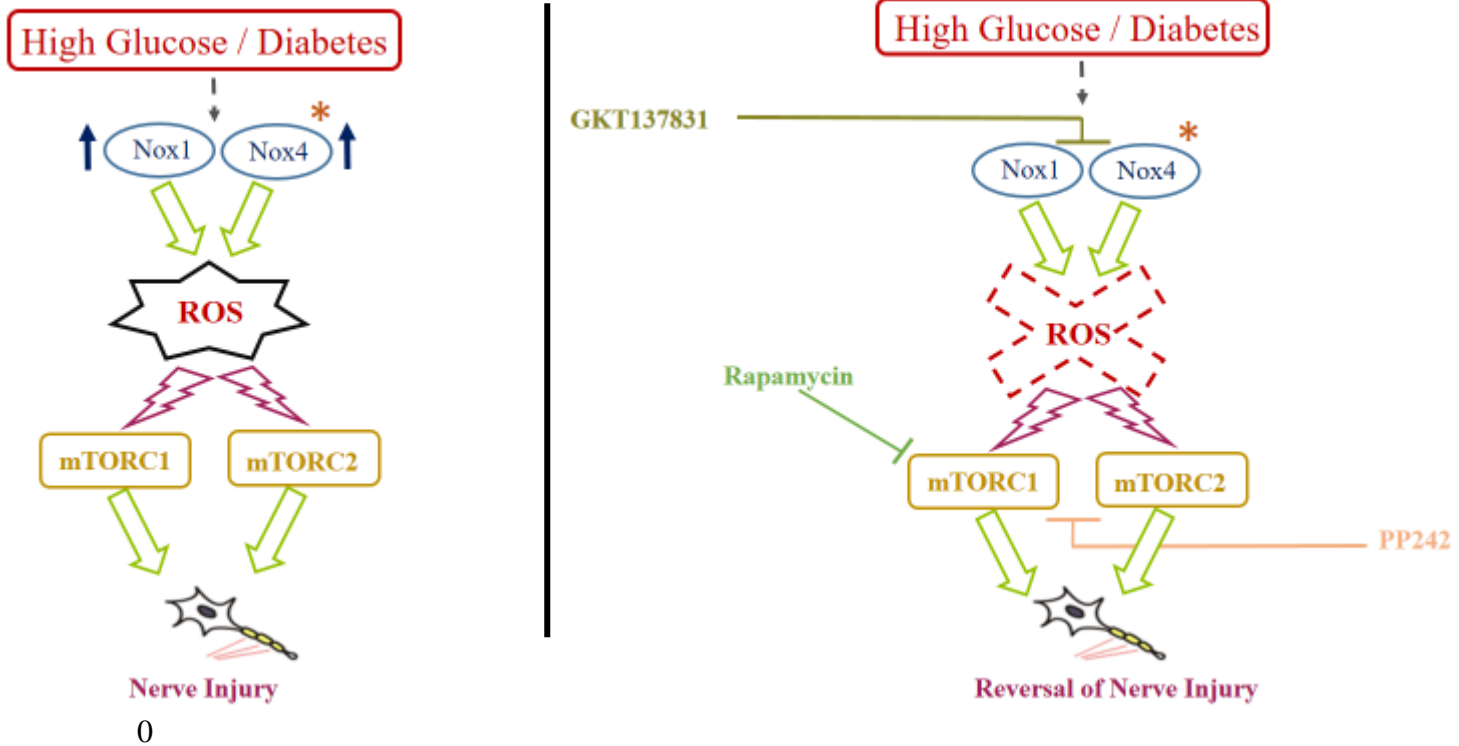 High Glucose / Diabetes
*
Nox1
Nox4
ROS
mTORC1
mTORC2
Nerve Injury
0
High Glucose / Diabetes
GKT137831
*
Nox1
Nox4
ROS
Rapamycin
mTORC1
mTORC2
PP242
Reversal of Nerve Injury